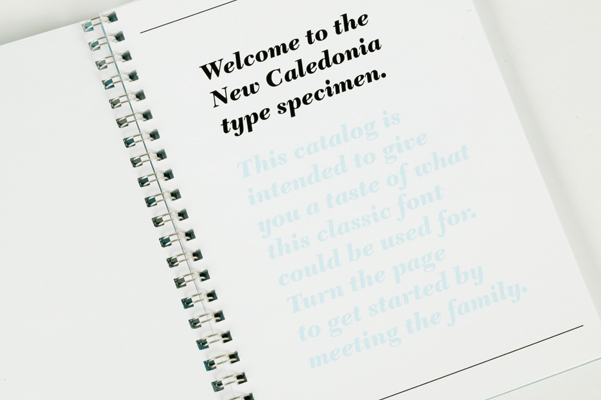 Welcome to the
New Caledonia
type specimen.
This catalog is
intended to give
you a taste of what
this classic font
could be used for.
Turn the page
to get started by
meeting the family.